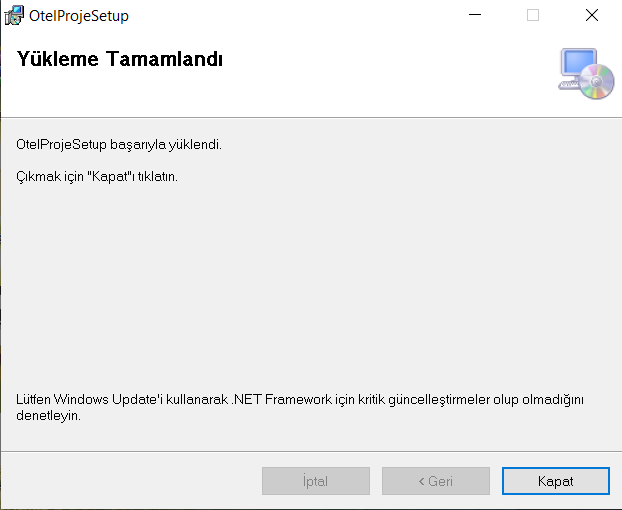 OtelProjeSetup
Yükleme Tamamlandı
OtelProjeSetup başarıyla yüklendi.
Çıkmak için "Kapat"ı tıklatın.
Lütfen Windows Update'i kullanarak .NET Framework için kritik güncelleştirmeler olup olmadığını
denetleyin.
İptal
< Geri
Kapat